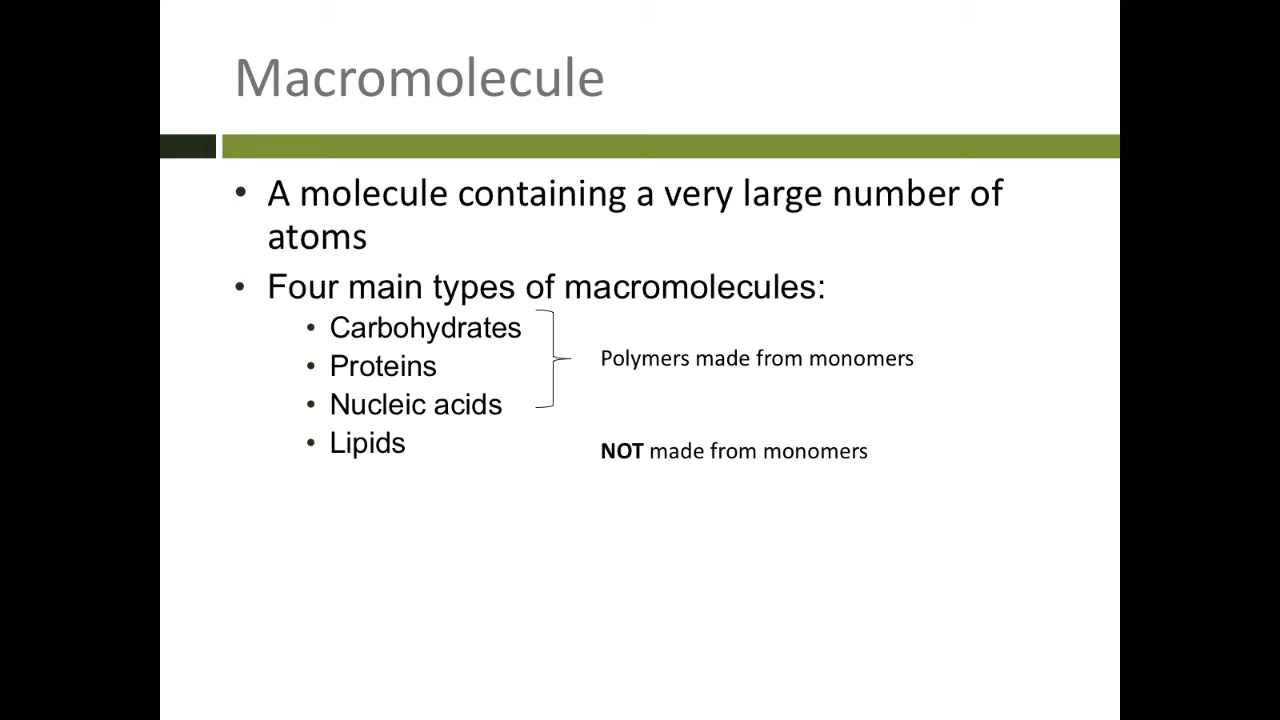 Macromolecule
• A molecule containing a very large number of
atoms
• Four main types of macromolecules:
• Carbohydrates
• Proteins
Polymers made from monomers
• Nucleic acids
• Lipids
NOT made from monomers